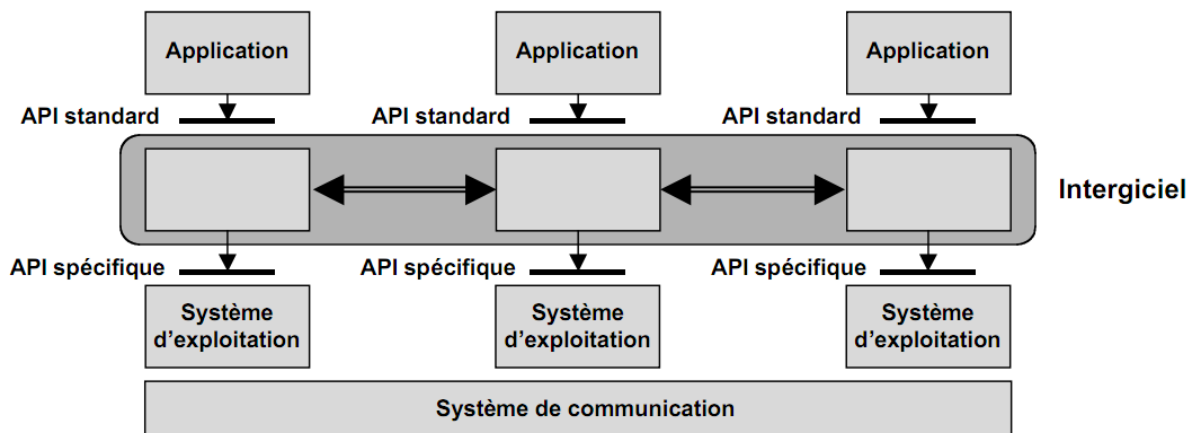 Application
Application
Application
API standard
API standard
API standard
Intergiciel
API spécifique
API spécifique
API spécifique
Système
d'exploitation
Système
d'exploitation
Système
d'exploitation
Système de communication